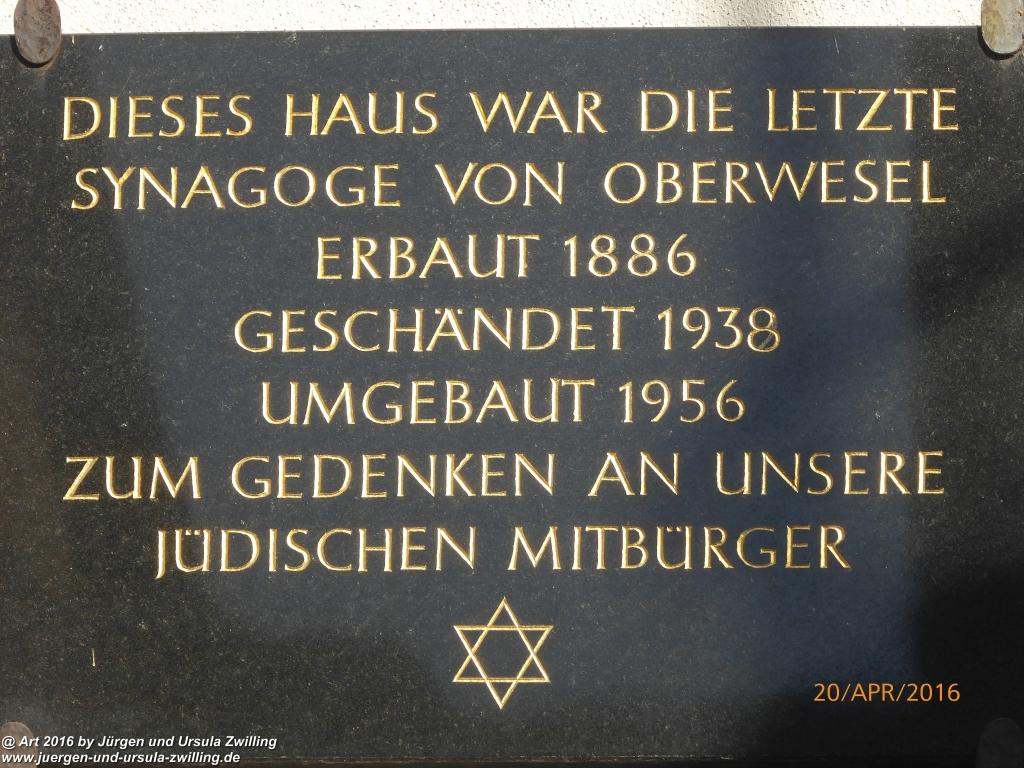 DIESES HAUS WAR DIE LETZTE
SYNAGOGE VON OBERWESEL
ERBAUT 1886
GESCHÄNDET 1938
UMGEBAUT 1956
ZUM GEDENKEN AN UNSERE
JÜDISCHEN MITBÜRGER
20/APR/2016
@ Art 2016 by Jürgen und Ursula Zwilling
www.juergen-und-ursula-zwilling.de